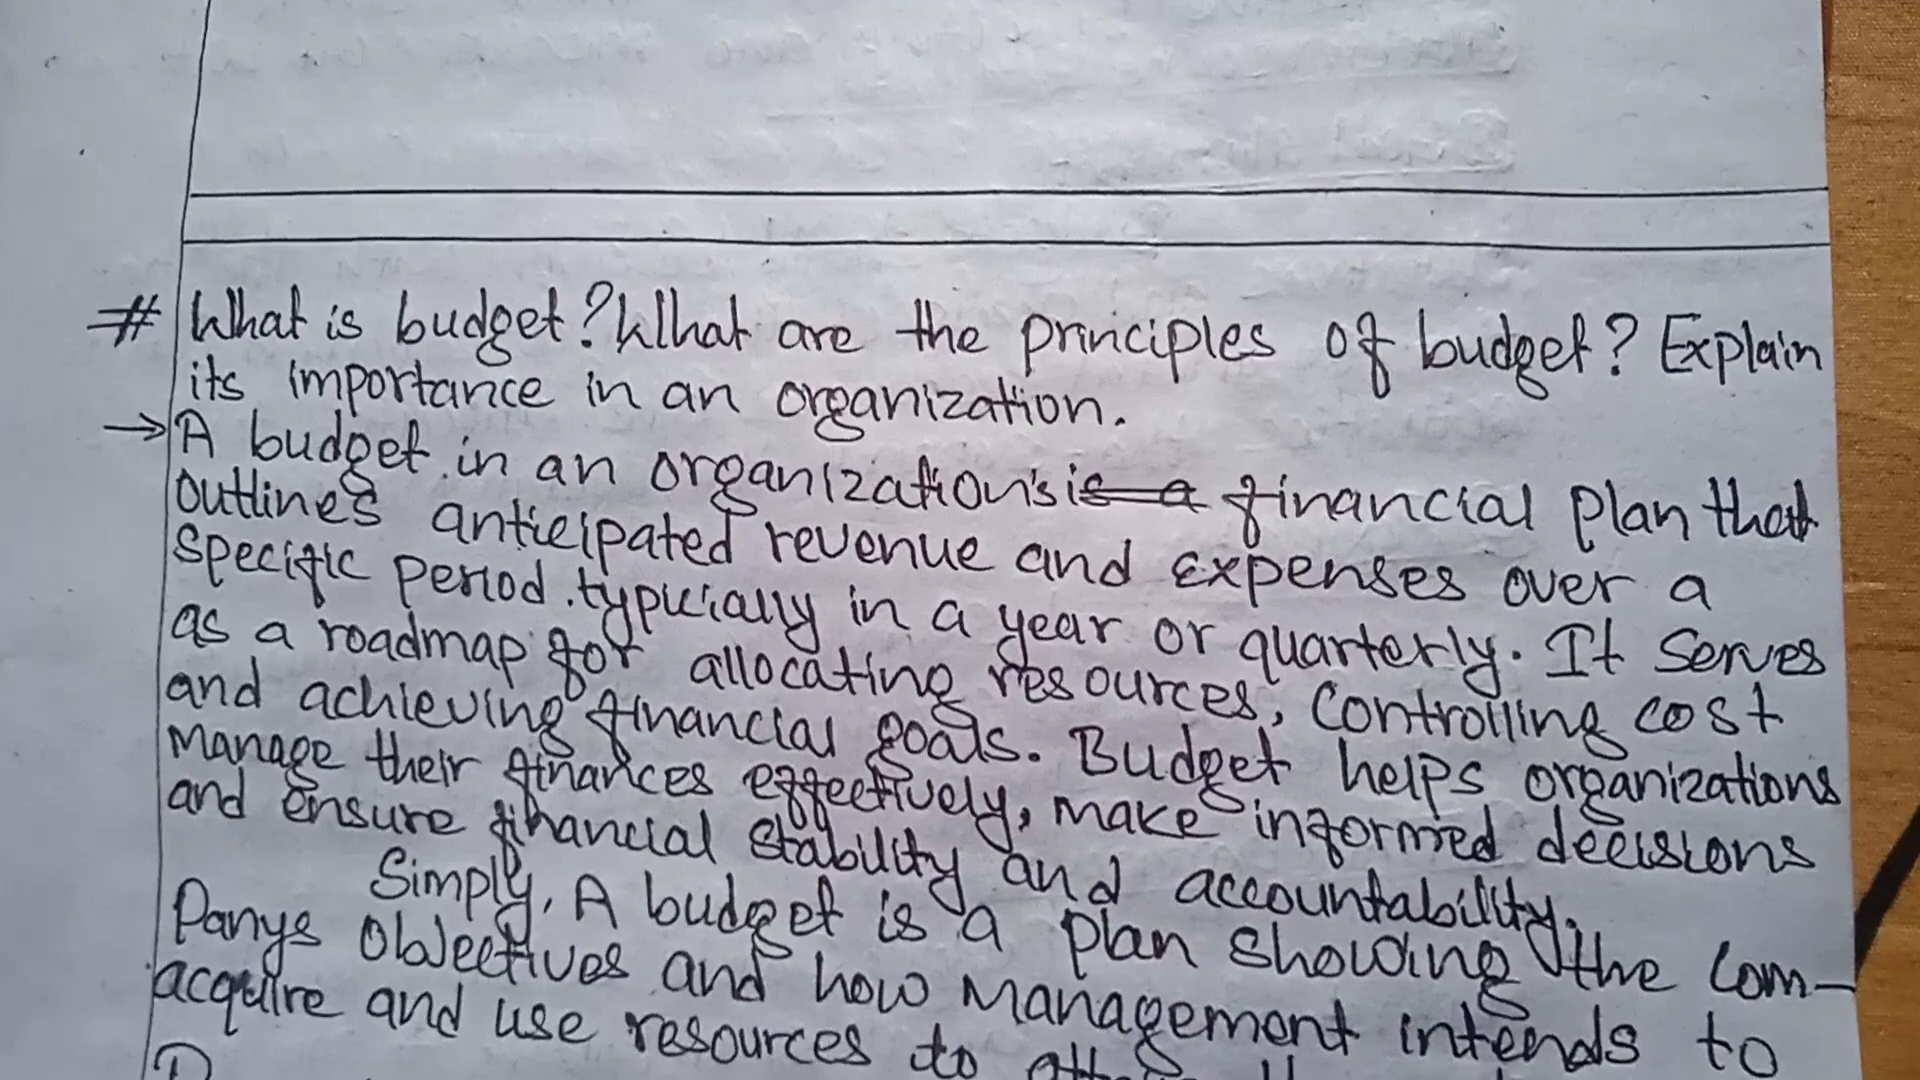 # What is budget? What are the principles of budget? Explain
its importance in an organization.
→ A budget in an organization's is a financial plan that
outlines anticipated revenue and expenses over a
specific period. typicially in a year or quarterly. It serves
as a roadmap for allocating resources, controlling cost
and achieving financial goals. Budget helps organizations
manage their finances effectively, make informed decisions
and ensure financial stability and accountability.
Simply, A budget is a plan showing the com-
panys objectives and how management intends to
acquire and use resources to